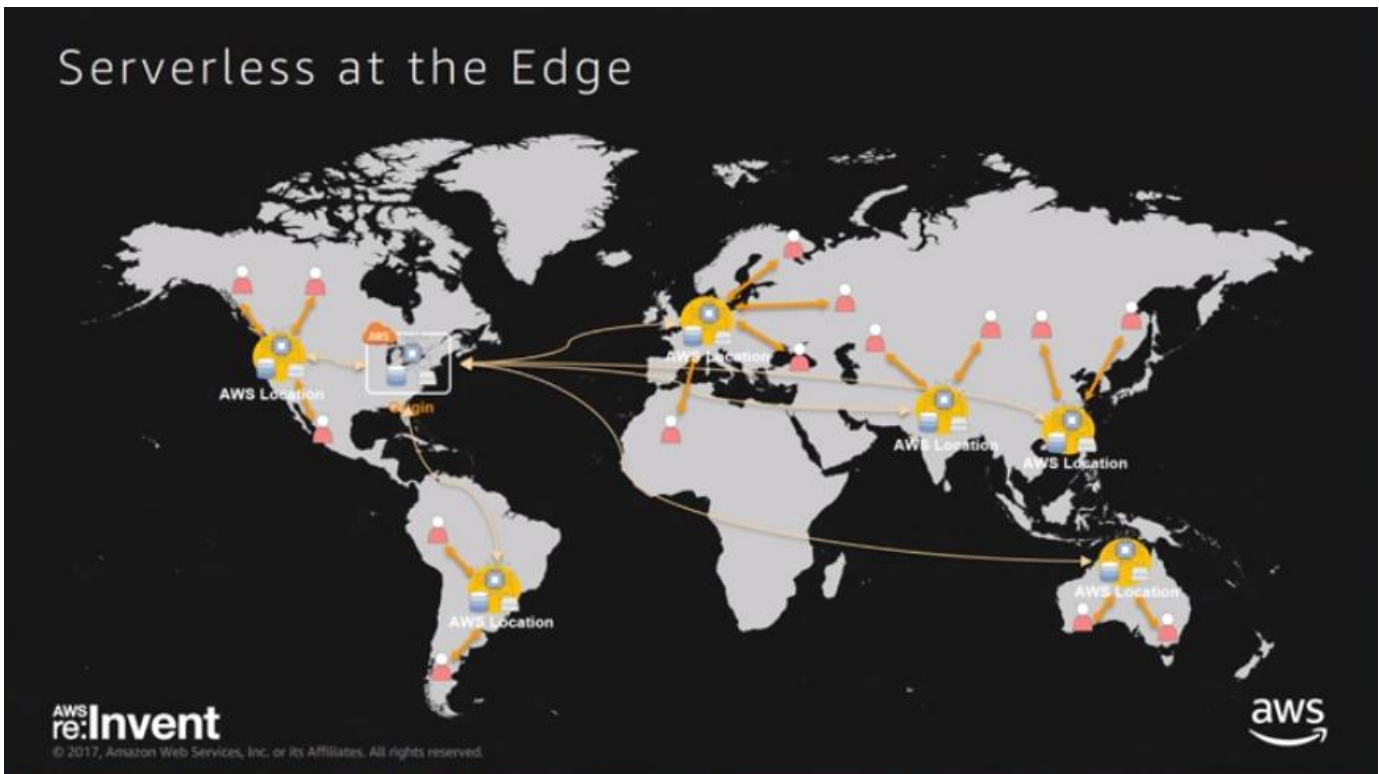 Serverless at the Edge
AWS
AWS Location
Origin
AWS Location
AWS Location
AWS Location
AWS Location
AWS Location
AWS
re:Invent
© 2017, Amazon Web Services, Inc. or its Affiliates. All rights reserved.
aws